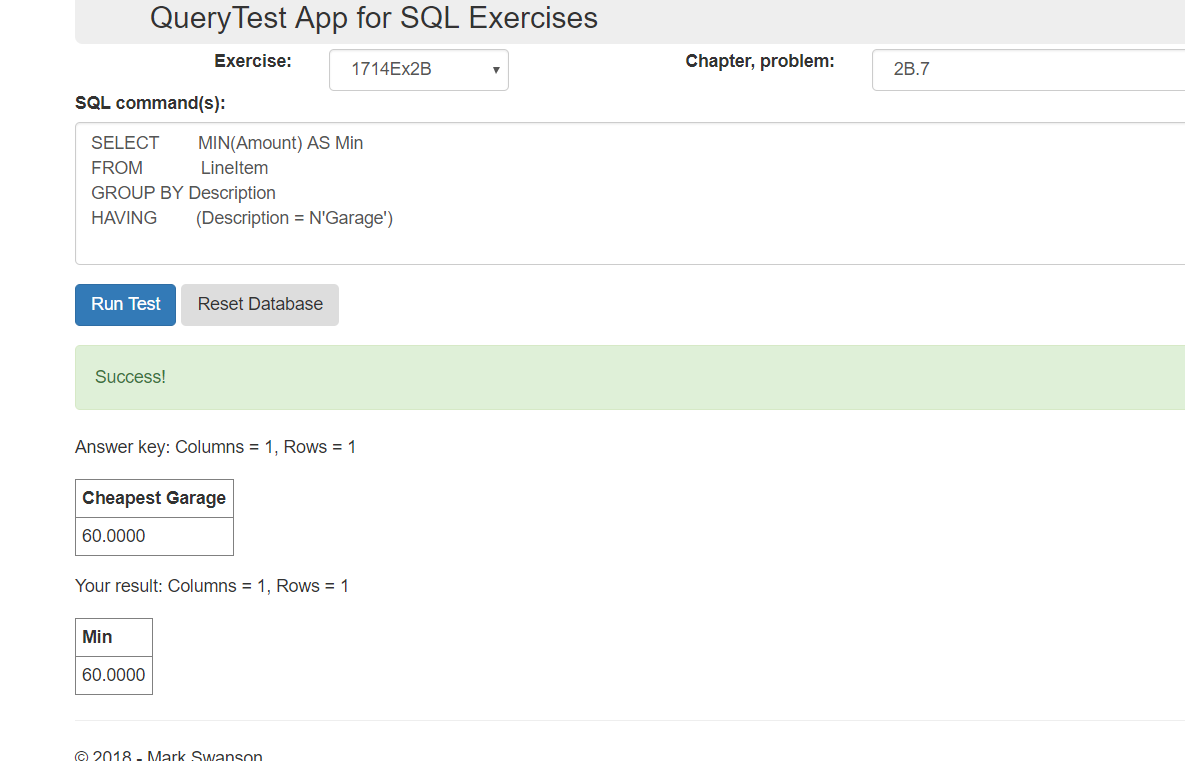 QueryTest App for SQL Exercises
Exercise: 1714Ex2B Chapter, problem: 2B.7
SQL command(s):
SELECT MIN(Amount) AS Min
FROM LineItem
GROUP BY Description
HAVING (Description = N'Garage')
Run Test Reset Database
Success!
Answer key: Columns = 1, Rows = 1
Cheapest Garage
60.0000
Your result: Columns = 1, Rows = 1
Min
60.0000
© 2018 - Mark Swanson